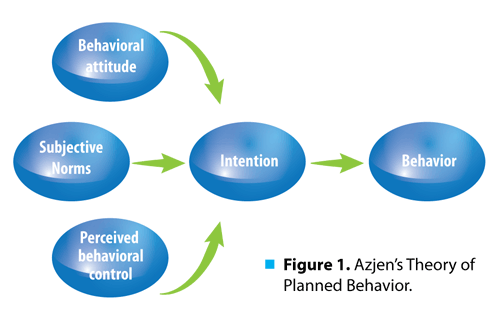 Behavioral
attitude
Subjective
Norms
Intention
Behavior
Perceived
behavioral
control
Figure 1. Azjen's Theory of
Planned Behavior.